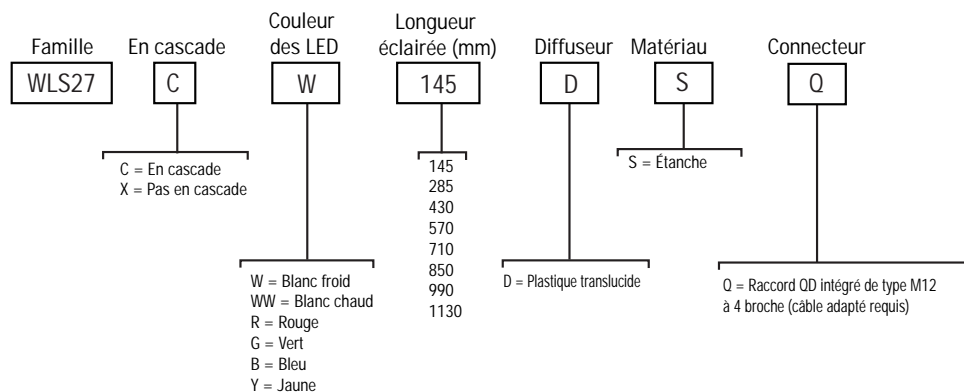 Famille
En cascade
Couleur
des LED
Longueur
éclairée (mm)
Diffuseur
Matériau
Connecteur
WLS27
C
W
145
D
S
Q
C = En cascade
X = Pas en cascade
W = Blanc froid
WW = Blanc chaud
R = Rouge
G = Vert
B = Bleu
Y = Jaune
145
285
430
570
710
850
990
1130
D = Plastique translucide
S = Étanche
Q = Raccord QD intégré de type M12
à 4 broche (câble adapté requis)